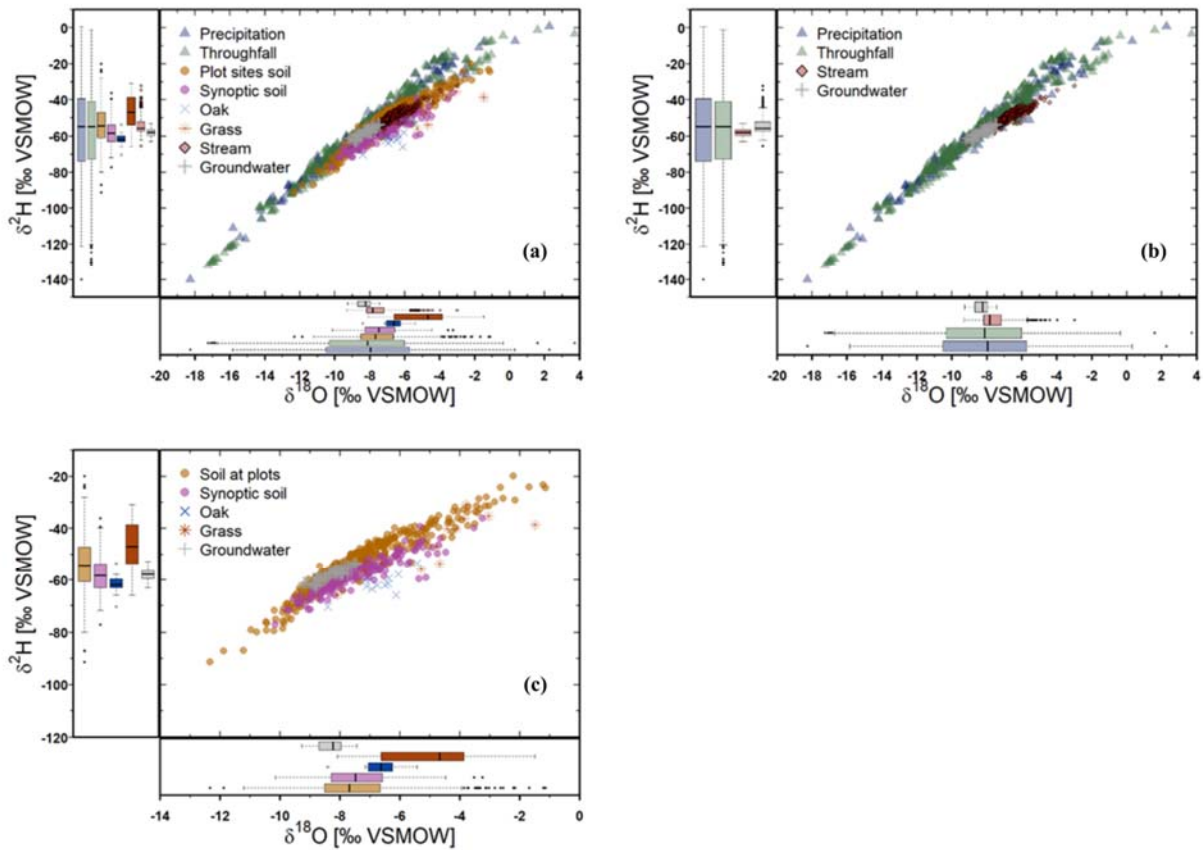 0
-20
-40
-60
-80
-100
-120
-140
δ²H [‰ VSMOW]
Precipitation
Throughfall
Plot sites soil
Synoptic soil
Oak
Grass
Stream
Groundwater
(a)
-20 -18 -16 -14 -12 -10 -8 -6 -4 -2 0 2 4
δ¹⁸O [‰ VSMOW]
0
-20
-40
-60
-80
-100
-120
-140
δ²H [‰ VSMOW]
Precipitation
Throughfall
Stream
Groundwater
(b)
-20 -18 -16 -14 -12 -10 -8 -6 -4 -2 0 2 4
δ¹⁸O [‰ VSMOW]
-20
-40
-60
-80
-100
-120
δ²H [‰ VSMOW]
Soil at plots
Synoptic soil
Oak
Grass
Groundwater
(c)
-14 -12 -10 -8 -6 -4 -2 0
δ¹⁸O [‰ VSMOW]